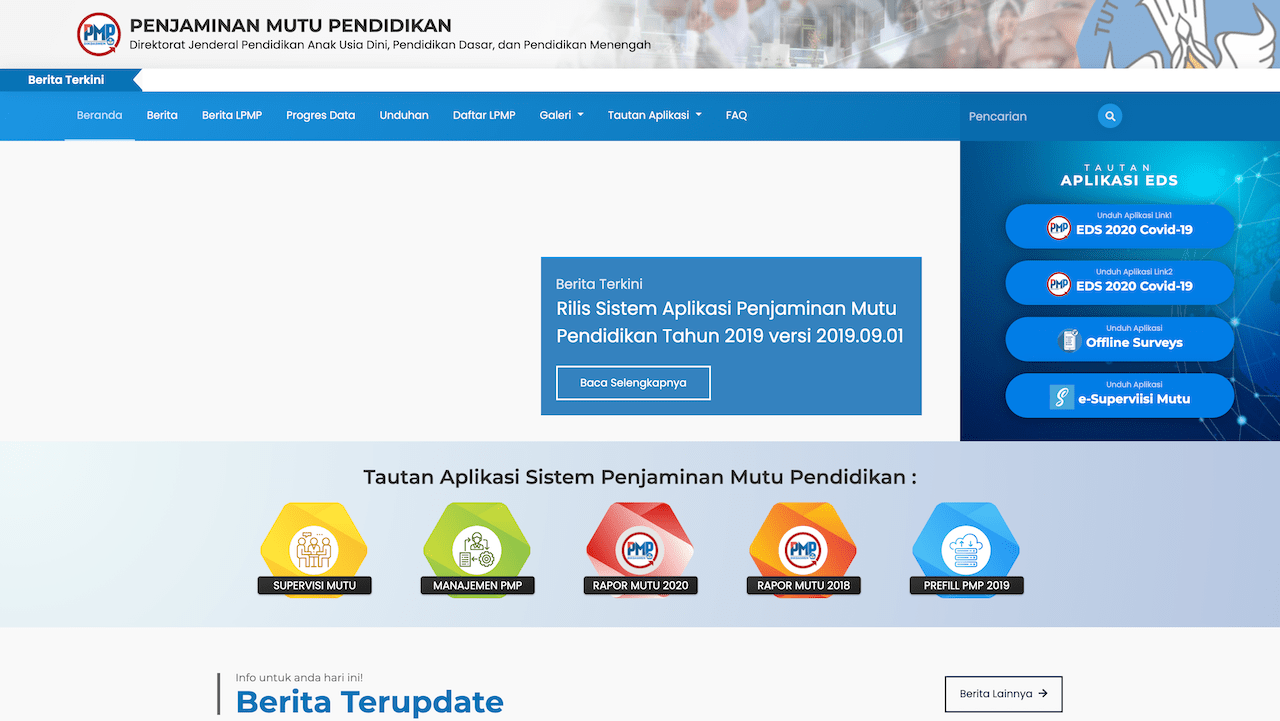 PMP
PENJAMINAN MUTU PENDIDIKAN
Direktorat Jenderal Pendidikan Anak Usia Dini, Pendidikan Dasar, dan Pendidikan Menengah
TUT
Berita Terkini
Beranda Berita Berita LPMP Progres Data Unduhan Daftar LPMP Galeri Tautan Aplikasi FAQ Pencarian
Berita Terkini
Rilis Sistem Aplikasi Penjaminan Mutu
Pendidikan Tahun 2019 versi 2019.09.01
Baca Selengkapnya
TAUTAN
APLIKASI EDS
Unduh Aplikasi Link1
PMP EDS 2020 Covid-19
Unduh Aplikasi Link2
PMP EDS 2020 Covid-19
Unduh Aplikasi
Offline Surveys
Unduh Aplikasi
e-Superviisi Mutu
Tautan Aplikasi Sistem Penjaminan Mutu Pendidikan :
PMP PMP
SUPERVISI MUTU MANAJEMEN PMP RAPOR MUTU 2020 RAPOR MUTU 2018 PREFILL PMP 2019
Info untuk anda hari ini!
Berita Terupdate
Berita Lainnya →